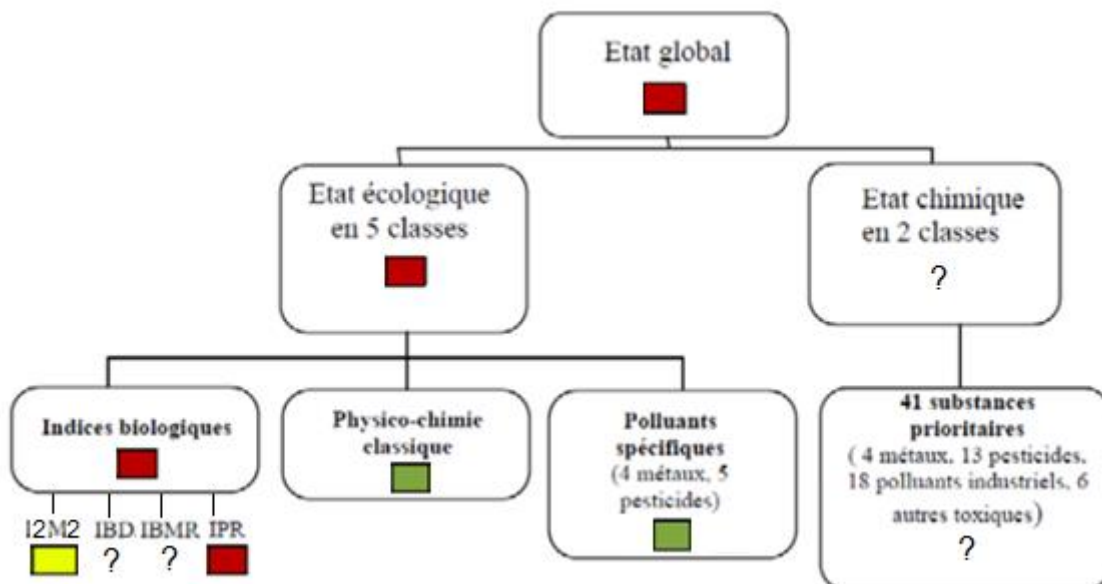 Etat global
Etat écologique
en 5 classes
Etat chimique
en 2 classes
?
Indices biologiques
I2M2 IBD IBMR IPR
? ?
Physico-chimie
classique
Polluants
spécifiques
(4 métaux, 5
pesticides)
41 substances
prioritaires
( 4 métaux, 13 pesticides,
18 polluants industriels, 6
autres toxiques)
?